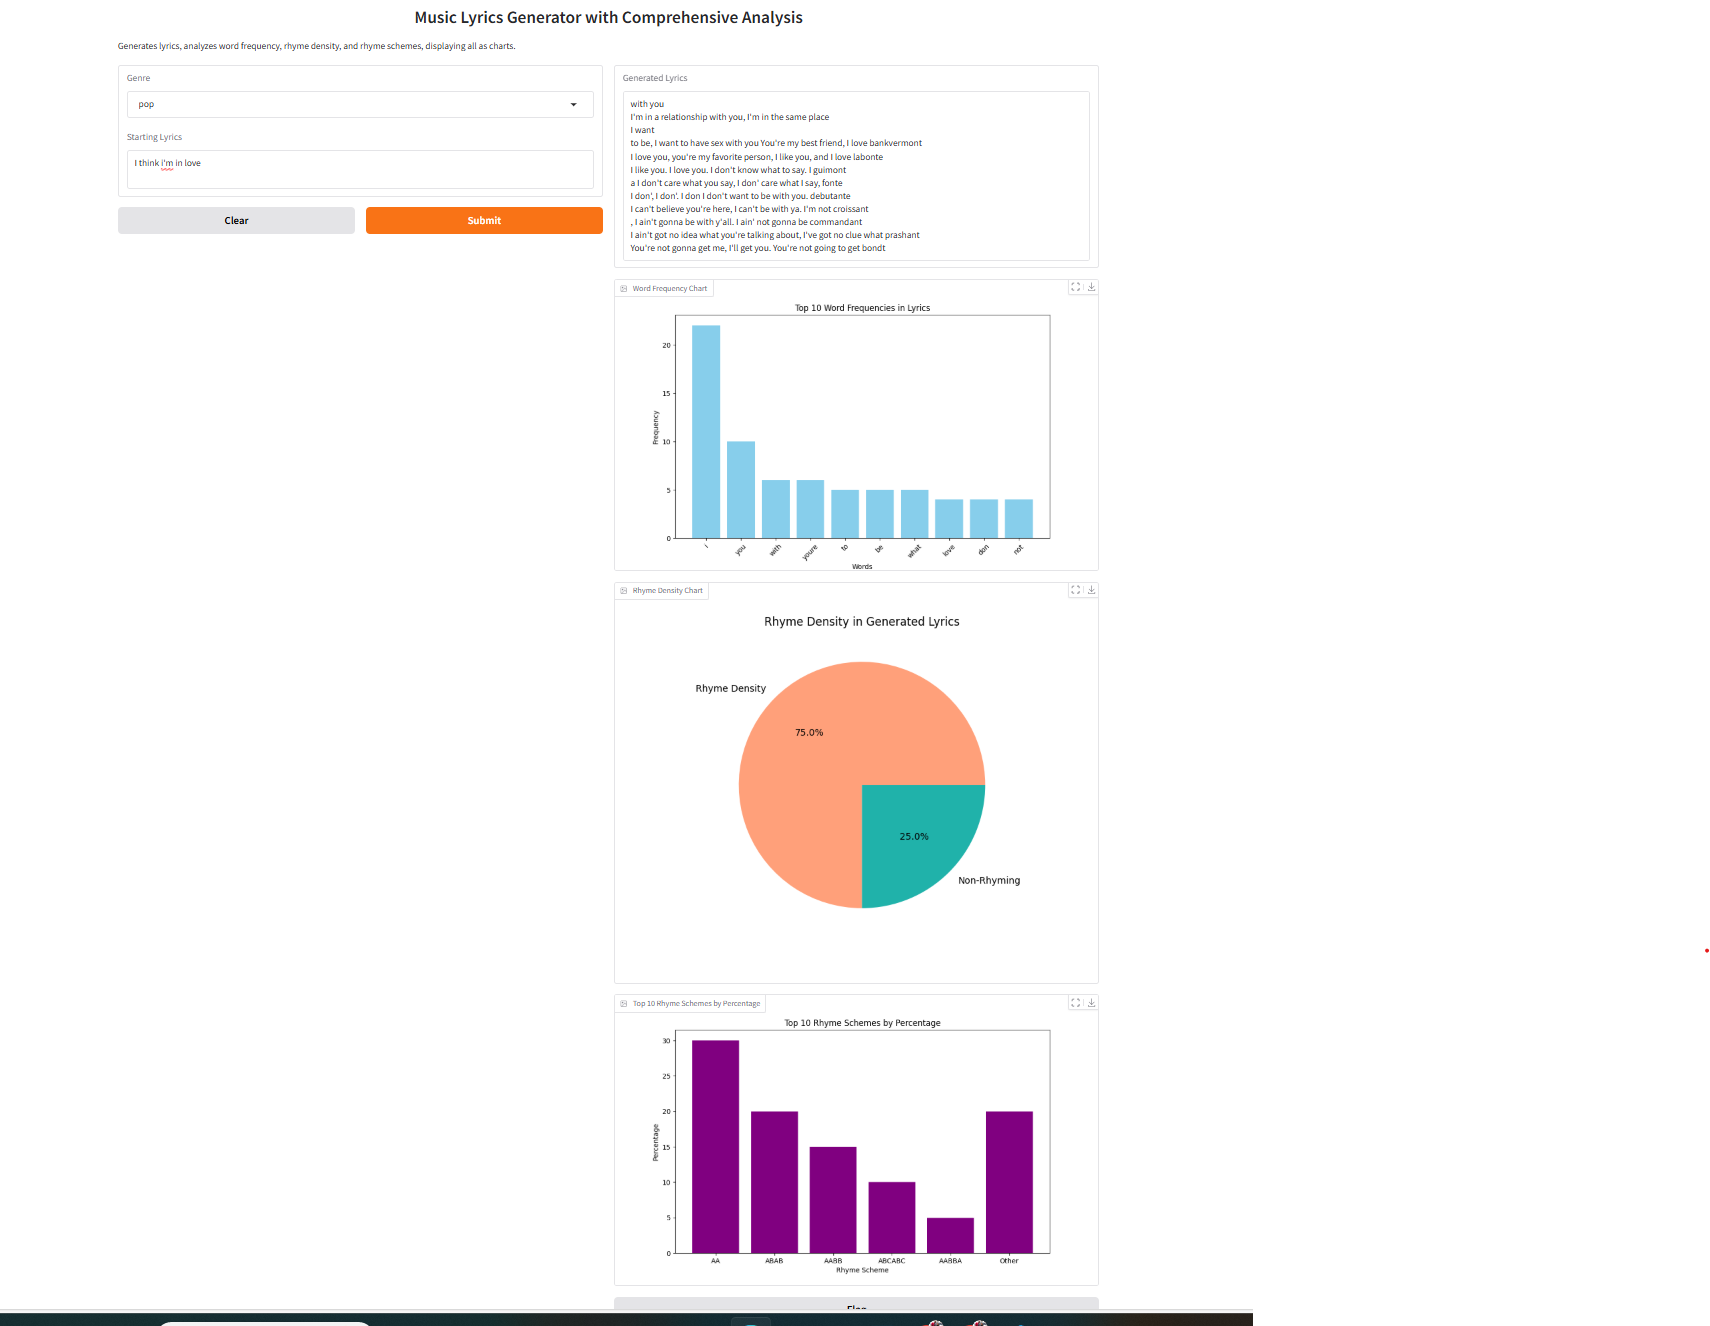 Music Lyrics Generator with Comprehensive Analysis
Generates lyrics, analyzes word frequency, rhyme density, and rhyme schemes, displaying all as charts.
Genre
pop
Starting Lyrics
I think i'm in love
Clear
Submit
Generated Lyrics
with you
I'm in a relationship with you, I'm in the same place
I want
to be, I want to have sex with you You're my best friend, I love bankvermont
I love you, you're my favorite person, I like you, and I love labonte
I like you. I love you. I don't know what to say. I guimont
a I don't care what you say, I don' care what I say, fonte
I don', I don'. I don I don't want to be with you. debutante
I can't believe you're here, I can't be with ya. I'm not croissant
, I ain't gonna be with y'all. I ain' not gonna be commandant
I ain't got no idea what you're talking about, I've got no clue what prashant
You're not gonna get me, I'll get you. You're not going to get bondt
Word Frequency Chart
Top 10 Word Frequencies in Lyrics
20
15
10
5
0
Frequency
i
you
with
youre
to
be
what
love
don
not
Words
Rhyme Density Chart
Rhyme Density in Generated Lyrics
Rhyme Density
75.0%
25.0%
Non-Rhyming
Top 10 Rhyme Schemes by Percentage
Top 10 Rhyme Schemes by Percentage
30
25
20
15
10
5
0
Percentage
AA
ABAB
AABB
ABCABC
AABBA
Other
Rhyme Scheme